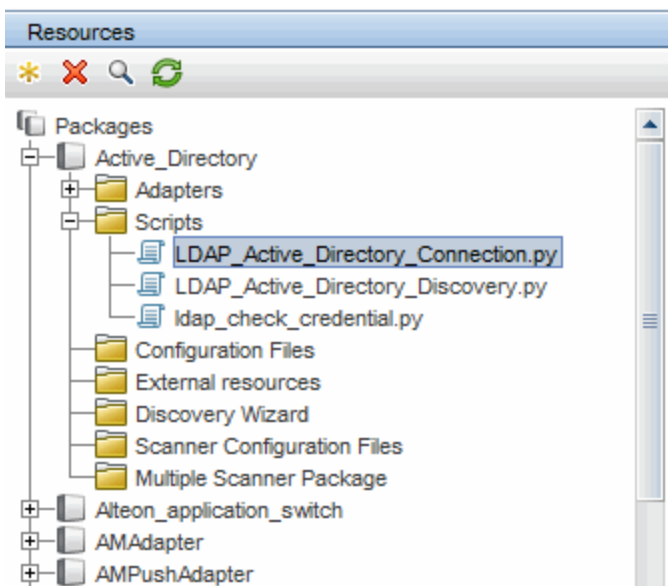 Resources
Packages
Active_Directory
Adapters
Scripts
LDAP_Active_Directory_Connection.py
LDAP_Active_Directory_Discovery.py
ldap_check_credential.py
Configuration Files
External resources
Discovery Wizard
Scanner Configuration Files
Multiple Scanner Package
Alteon_application_switch
AMAdapter
AMPushAdapter